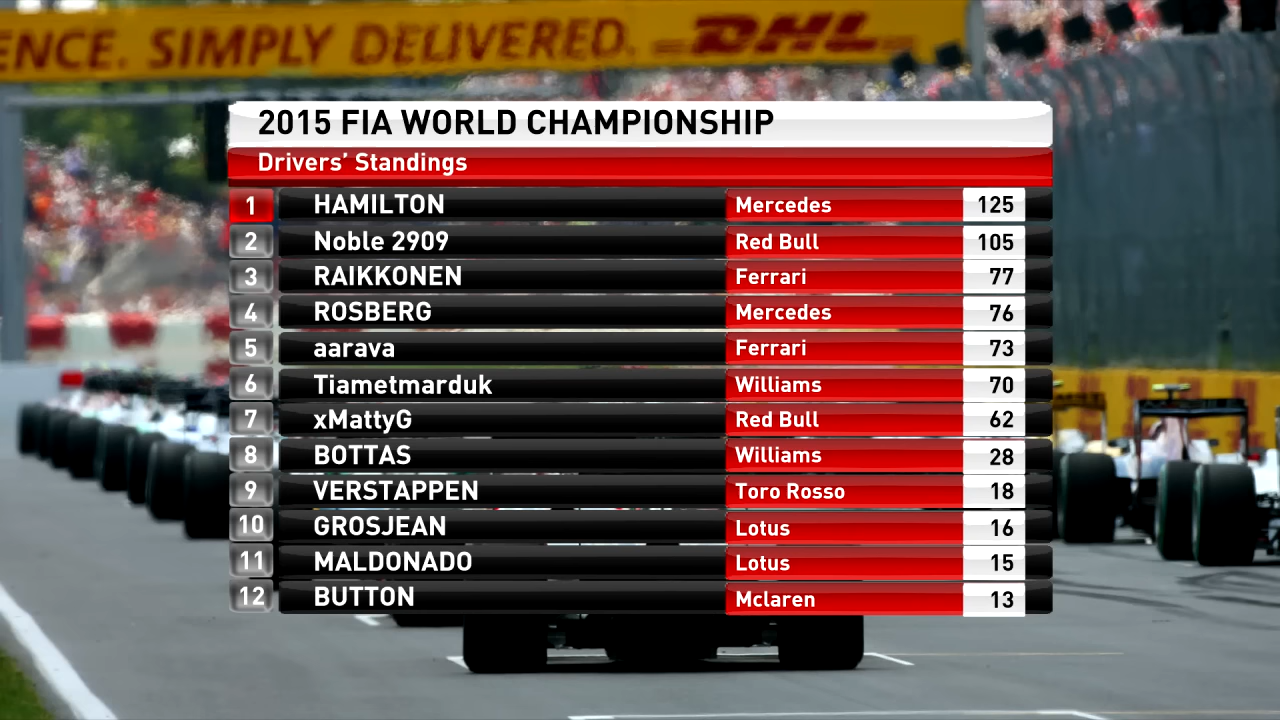 ENCE. SIMPLY DELIVERED. DHL
2015 FIA WORLD CHAMPIONSHIP
Drivers’ Standings
1 HAMILTON Mercedes 125
2 Noble 2909 Red Bull 105
3 RAIKKONEN Ferrari 77
4 ROSBERG Mercedes 76
5 aarava Ferrari 73
6 Tiametmarduk Williams 70
7 xMattyG Red Bull 62
8 BOTTAS Williams 28
9 VERSTAPPEN Toro Rosso 18
10 GROSJEAN Lotus 16
11 MALDONADO Lotus 15
12 BUTTON Mclaren 13